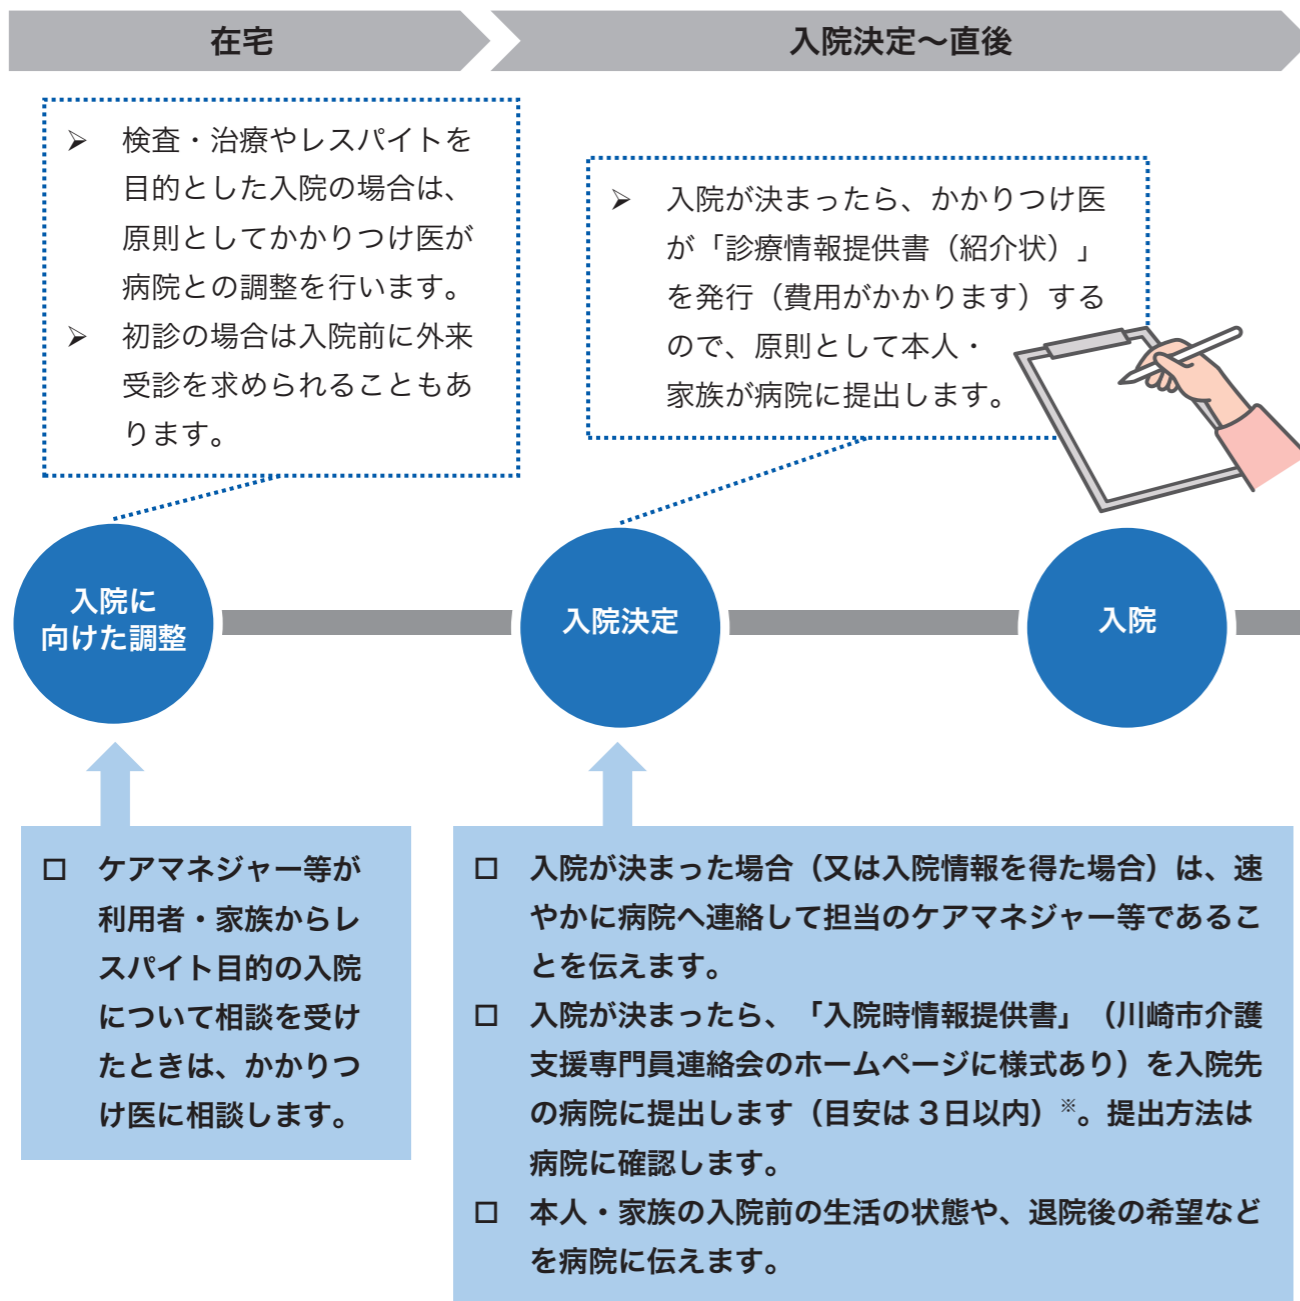 在宅
入院決定～直後
➢ 検査・治療やレスパイトを
目的とした入院の場合は、
原則としてかかりつけ医が
病院との調整を行います。
➢ 初診の場合は入院前に外来
受診を求められることもあ
ります。
➢ 入院が決まったら、かかりつけ医
が「診療情報提供書（紹介状）」
を発行（費用がかかります）する
ので、原則として本人・
家族が病院に提出します。
入院に
向けた調整
入院決定
入院
□ ケアマネジャー等が
利用者・家族からレ
スパイト目的の入院
について相談を受け
たときは、かかりつ
け医に相談します。
□ 入院が決まった場合（又は入院情報を得た場合）は、速
やかに病院へ連絡して担当のケアマネジャー等であるこ
とを伝えます。
□ 入院が決まったら、「入院時情報提供書」（川崎市介護
支援専門員連絡会のホームページに様式あり）を入院先
の病院に提出します（目安は３日以内）※。提出方法は
病院に確認します。
□ 本人・家族の入院前の生活の状態や、退院後の希望など
を病院に伝えます。